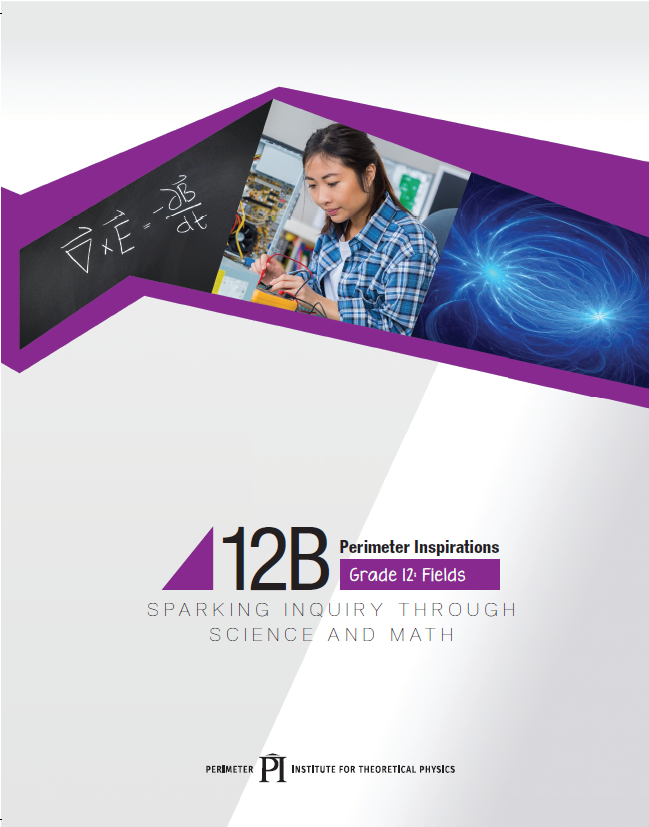 ∇⃗ × E⃗ = -∂B⃗/dt
12B
Perimeter Inspirations
Grade 12: Fields
SPARKING INQUIRY THROUGH
SCIENCE AND MATH
PERIMETER PI INSTITUTE FOR THEORETICAL PHYSICS